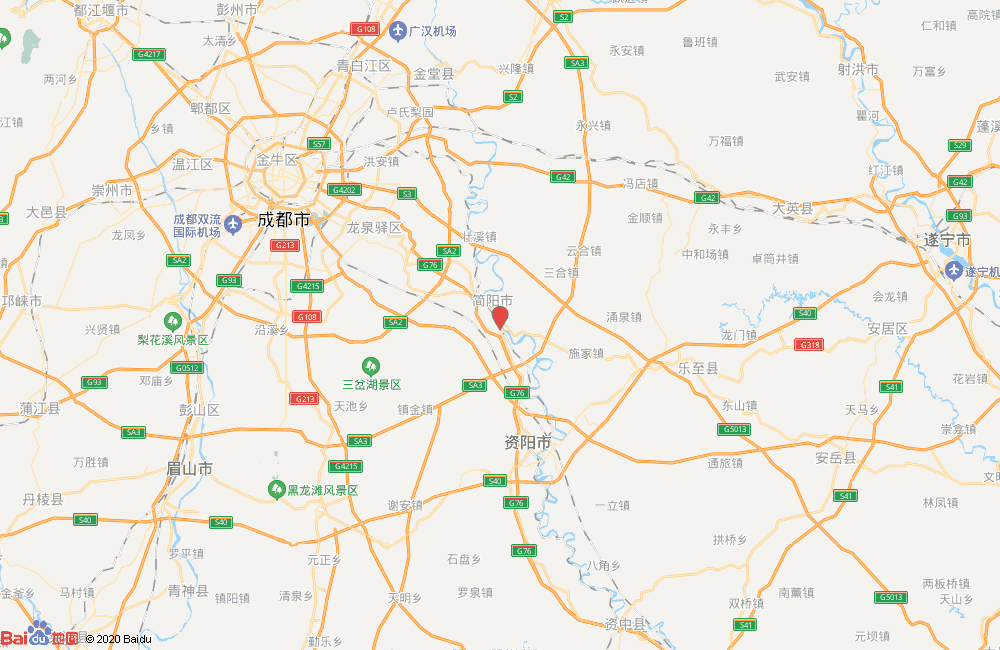 都江堰市
彭州市
S2
高院镇
G108
广汉机场
仁和镇
太清乡
永安镇
鲁班镇
G4217
青白江区
金堂县
兴隆镇
SA3
射洪市
万富乡
两河乡
武安镇
S2
郫都区
卢氏梨园
瞿河
江镇
乡镇
永兴镇
蓬溪
S57
万福镇
S29
温江区
金牛区
洪安镇
红江镇
G42
冯店镇
G42
崇州市
G4202
S3
G42
大英县
大邑县
成都双流
国际机场
成都市
金顺镇
G93
龙泉驿区
永丰乡
龙凤乡
G213
壮溪镇
遂宁市
SA2
云合镇
中和场镇
SA2
G76
三合镇
卓筒井镇
遂宁机
G93
G4215
邛崃市
简阳市
会龙镇
G108
涌泉镇
S40
兴贤镇
沿溪乡
SA2
龙门镇
安居区
梨花溪风景区
G318
施家镇
G0512
乐至县
三岔湖景区
邓庙乡
G93
SA3
G76
S41
花岩镇
蒲江县
彭山区
G213
天池乡
镇金镇
东山镇
天马乡
SA3
G5013
崇龛镇
SA3
资阳市
万胜镇
眉山市
G4215
通旅镇
安岳县
文明
丹棱县
黑龙滩风景区
S40
S41
谢安镇
G76
一立镇
林凤镇
S40
S40
拱桥乡
罗平镇
元正乡
石盘乡
G76
八角乡
两板桥镇
金釜乡
马村镇
青神县
镇阳镇
清泉乡
天明乡
罗泉镇
南薰镇
G5013
天山乡
双桥镇
资中县
S41
Bai du 地图
© 2020 Baidu
勤乐乡
元坝镇